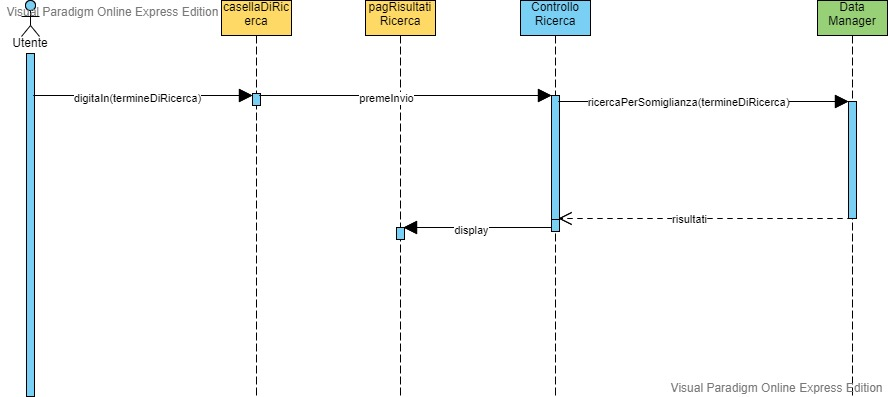 Visual Paradigm Online Express Edition
Utente
casellaDiRic
erca
pagRisultati
Ricerca
Controllo
Ricerca
Data
Manager
digitaIn(termineDiRicerca)
premeInvio
ricercaPerSomiglianza(termineDiRicerca)
risultati
display
Visual Paradigm Online Express Edition